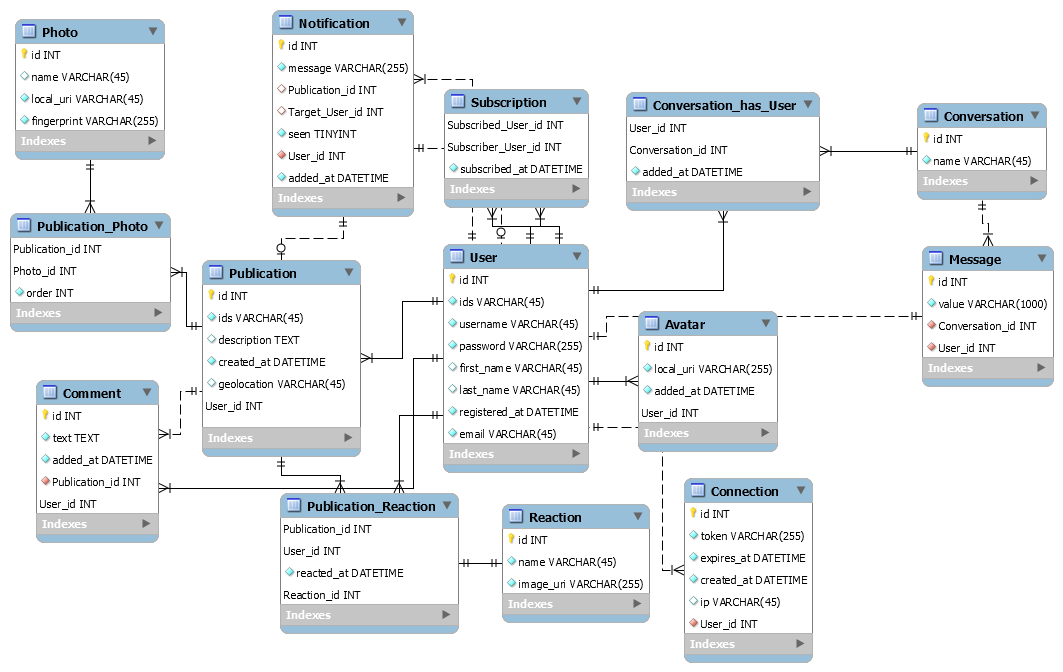 Photo
id INT
name VARCHAR(45)
local_uri VARCHAR(45)
fingerprint VARCHAR(255)
Indexes
Notification
id INT
message VARCHAR(255)
Publication_id INT
Target_User_id INT
seen TINYINT
User_id INT
added_at DATETIME
Indexes
Subscription
Subscribed_User_id INT
Subscriber_User_id INT
subscribed_at DATETIME
Indexes
Conversation_has_User
User_id INT
Conversation_id INT
added_at DATETIME
Indexes
Conversation
id INT
name VARCHAR(45)
Indexes
Publication_Photo
Publication_id INT
Photo_id INT
order INT
Indexes
Publication
id INT
ids VARCHAR(45)
description TEXT
created_at DATETIME
geolocation VARCHAR(45)
User_id INT
Indexes
User
id INT
ids VARCHAR(45)
username VARCHAR(45)
password VARCHAR(255)
first_name VARCHAR(45)
last_name VARCHAR(45)
registered_at DATETIME
email VARCHAR(45)
Indexes
Avatar
id INT
local_uri VARCHAR(255)
added_at DATETIME
User_id INT
Indexes
Message
id INT
value VARCHAR(1000)
Conversation_id INT
User_id INT
Indexes
Comment
id INT
text TEXT
added_at DATETIME
Publication_id INT
User_id INT
Indexes
Publication_Reaction
Publication_id INT
User_id INT
reacted_at DATETIME
Reaction_id INT
Indexes
Reaction
id INT
name VARCHAR(45)
image_uri VARCHAR(255)
Indexes
Connection
id INT
token VARCHAR(255)
expires_at DATETIME
created_at DATETIME
ip VARCHAR(45)
User_id INT
Indexes